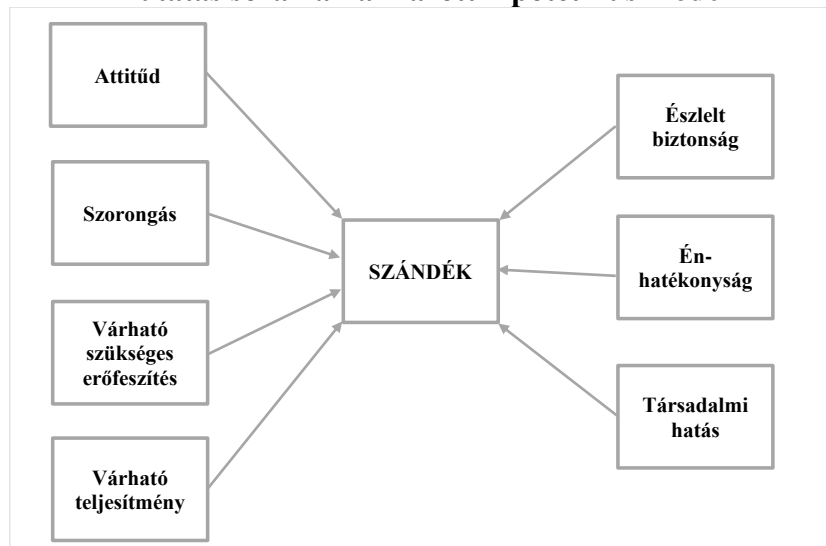 Attitűd
Szorongás
Várható
szükséges
erőfeszítés
Várható
teljesítmény
SZÁNDÉK
Észlelt
biztonság
Én-
hatékonyság
Társadalmi
hatás